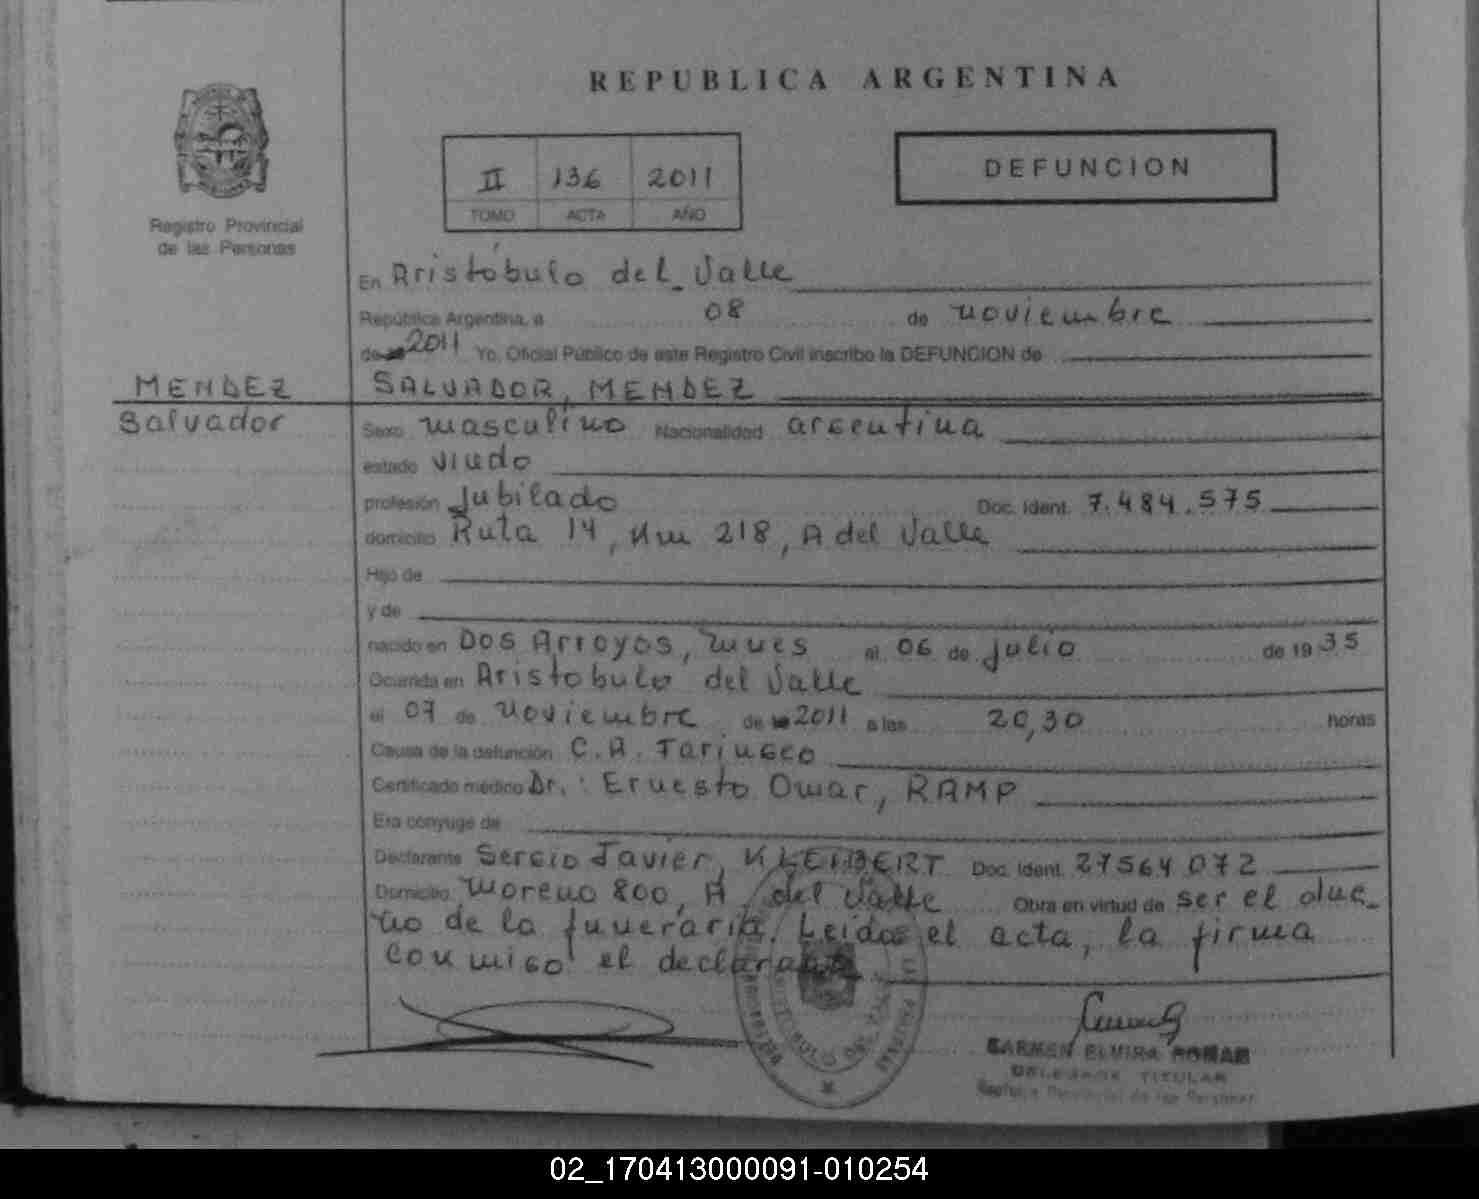 REPUBLICA ARGENTINA
Registro Provincial
de las Personas
II 136 2011
TOMO ACTA AÑO
DEFUNCION
En Aristóbulo del Valle
República Argentina, a 08 de noviembre
de 2011 Yo, Oficial Público de este Registro Civil inscribo la DEFUNCION de
MENDEZ
Salvador
SALVADOR, MENDEZ
Sexo masculino Nacionalidad argentina
estado viudo
profesión Jubilado Doc. Ident. 7.484.575
domicilio Ruta 14, Km 218, A del Valle
Hijo de
y de
nacido en Dos Arroyos, el 06 de julio de 1935
Ocurrida en Aristobulo del Valle
el 07 de noviembre de 2011 a las 20,30 horas
Causa de la defunción C.A.
Certificado médico Dr.: Ernesto Omar, RAMP
Era cónyuge de
Declarante Sergio Javier, KLEIBERT Doc. Ident. 27564072
Domicilio Moreno 800, A del Valle Obra en virtud de ser el due-
ño de la funeraria. Leida el acta, la firma
conmigo el
CARMEN ELVIRA
DELEGADA TITULAR
Registro Provincial de las Personas
02_170413000091-010254